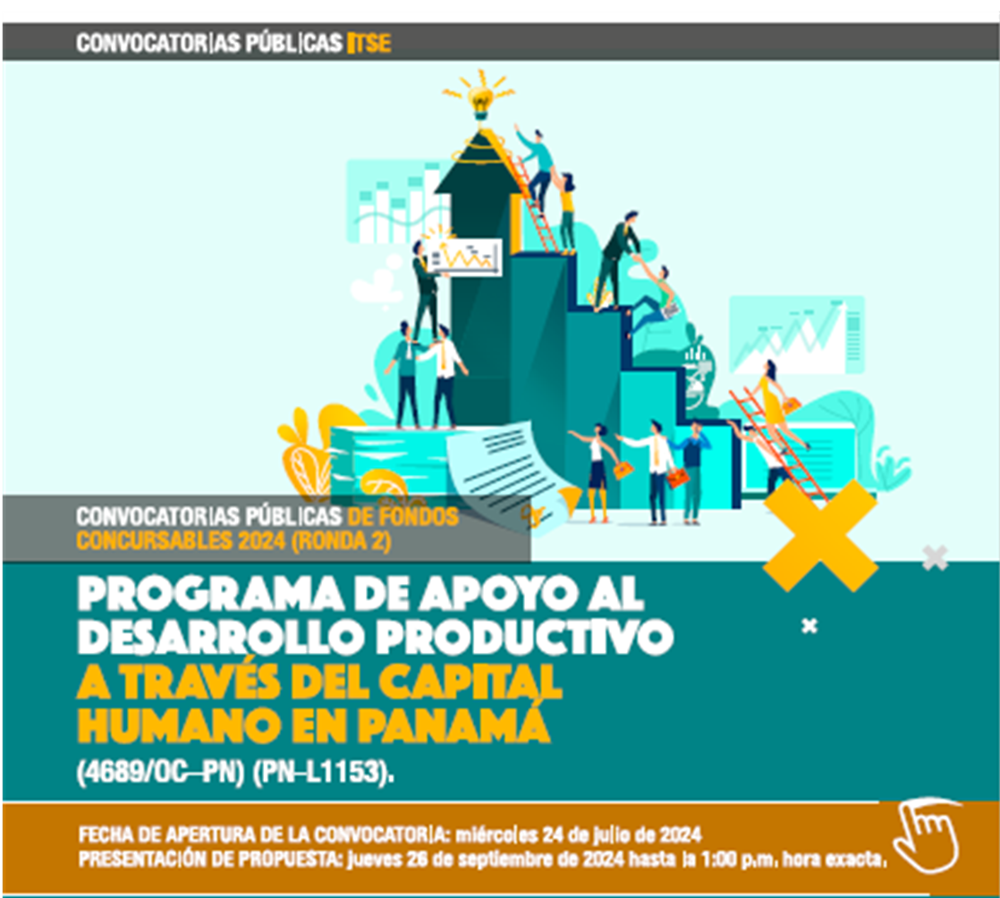 CONVOCATORIAS PÚBLICAS ITSE
CONVOCATORIAS PÚBLICAS DE FONDOS
CONCURSABLES 2024 (RONDA 2)
PROGRAMA DE APOYO AL
DESARROLLO PRODUCTIVO
A TRAVÉS DEL CAPITAL
HUMANO EN PANAMÁ
(4689/OC–PN) (PN–L1153).
FECHA DE APERTURA DE LA CONVOCATORIA: miércoles 24 de julio de 2024
PRESENTACIÓN DE PROPUESTA: jueves 26 de septiembre de 2024 hasta la 1:00 p.m. hora exacta.